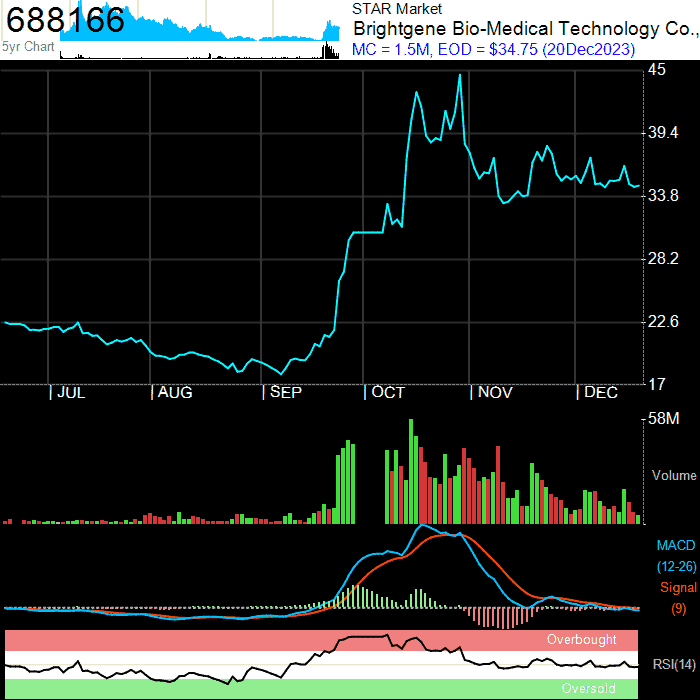 688166
5yr Chart
STAR Market
Brightgene Bio-Medical Technology Co.,
MC = 1.5M, EOD = $34.75 (20Dec2023)
45
39.4
33.8
28.2
22.6
17
| JUL | AUG | SEP | OCT | NOV | DEC
58M
Volume
MACD
(12-26)
Signal
(9)
Overbought
RSI(14)
Oversold